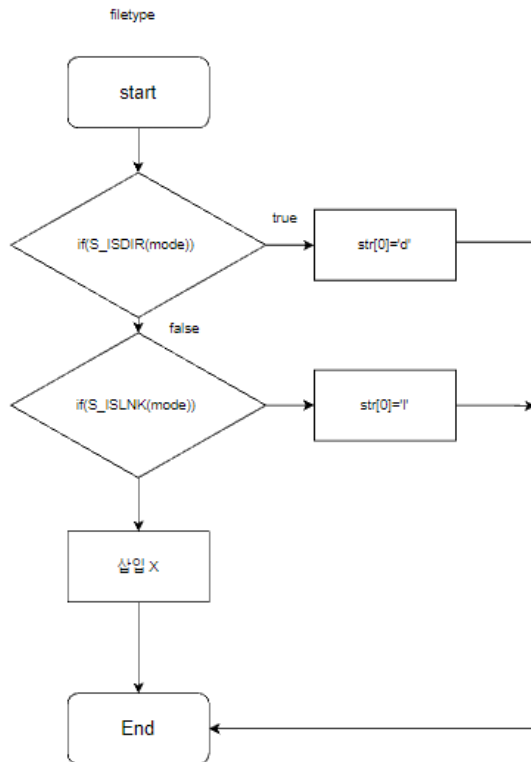 filetype
start
if(S_ISDIR(mode))
true
str[0]='d'
false
if(S_ISLNK(mode))
str[0]='l'
삽입 X
End